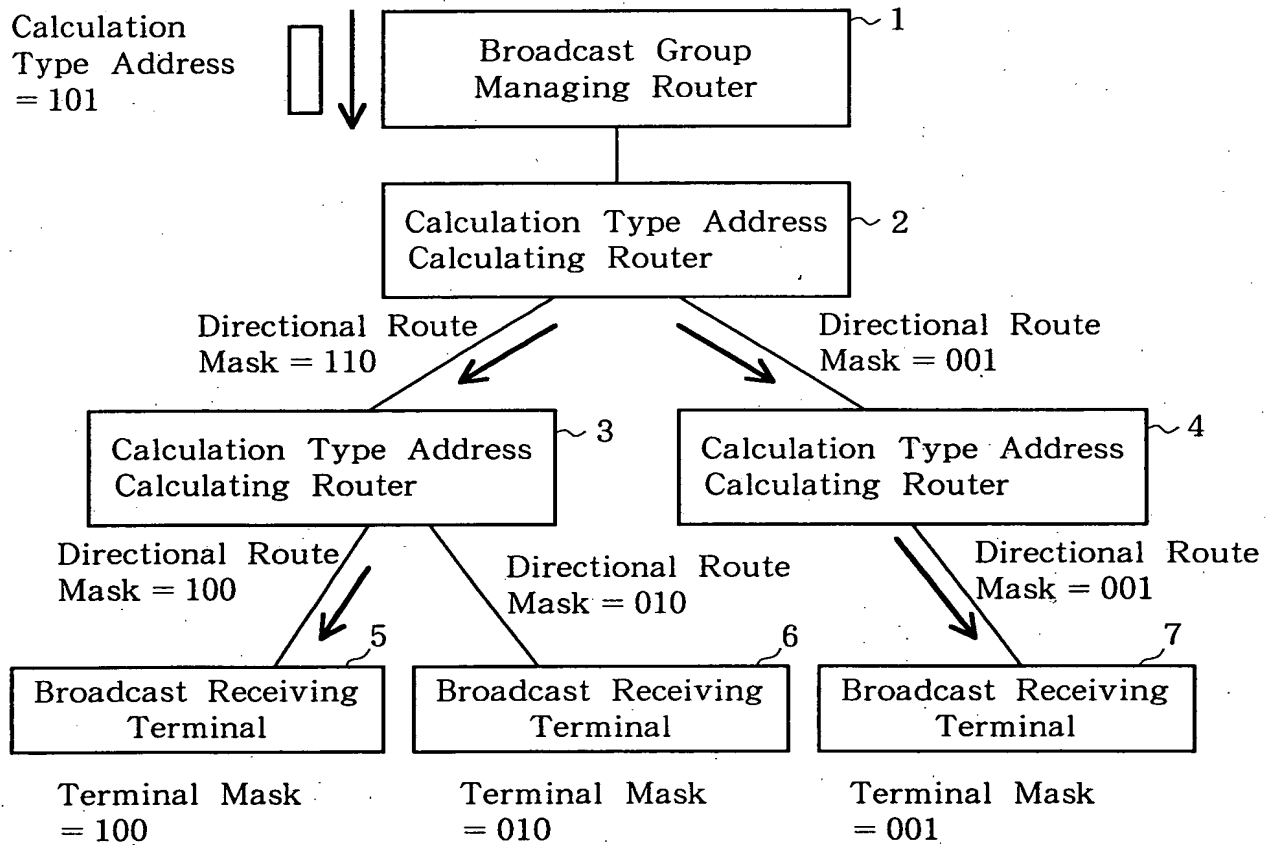 Calculation
Type Address
= 101
1
Broadcast Group
Managing Router
Calculation Type Address
Calculating Router
2
Directional Route
Mask = 110
Directional Route
Mask = 001
Calculation Type Address
Calculating Router
3
Calculation Type Address
Calculating Router
4
Directional Route
Mask = 100
Directional Route
Mask = 010
Directional Route
Mask = 001
5
Broadcast Receiving
Terminal
6
Broadcast Receiving
Terminal
7
Broadcast Receiving
Terminal
Terminal Mask
= 100
Terminal Mask
= 010
Terminal Mask
= 001